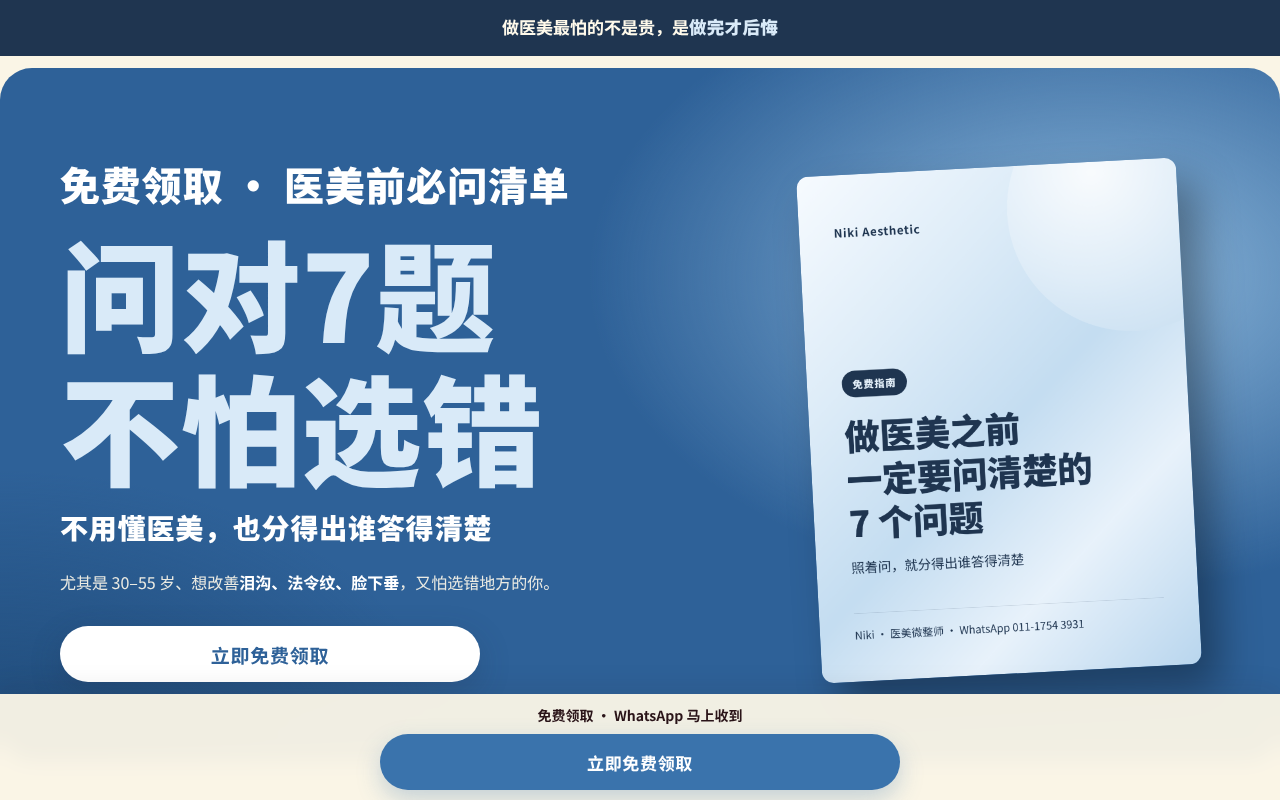 做医美最怕的不是贵，是做完才后悔
免费领取 · 医美前必问清单
问对7题
不怕选错
不用懂医美，也分得出谁答得清楚
尤其是 30–55 岁、想改善泪沟、法令纹、脸下垂，又怕选错地方的你。
立即免费领取
Niki Aesthetic
免费指南
做医美之前
一定要问清楚的
7 个问题
照着问，就分得出谁答得清楚
Niki · 医美微整师 · WhatsApp 011-1754 3931
免费领取 · WhatsApp 马上收到
立即免费领取